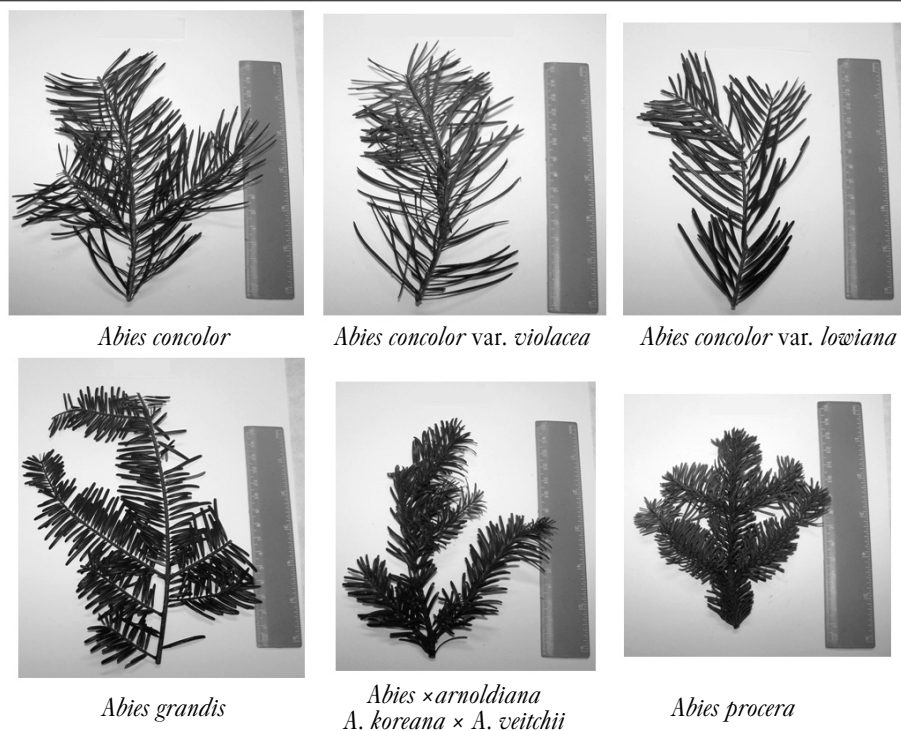 Abies concolor
Abies concolor var. violacea
Abies concolor var. lowiana
Abies grandis
Abies ×arnoldiana
A. koreana × A. veitchii
Abies procera